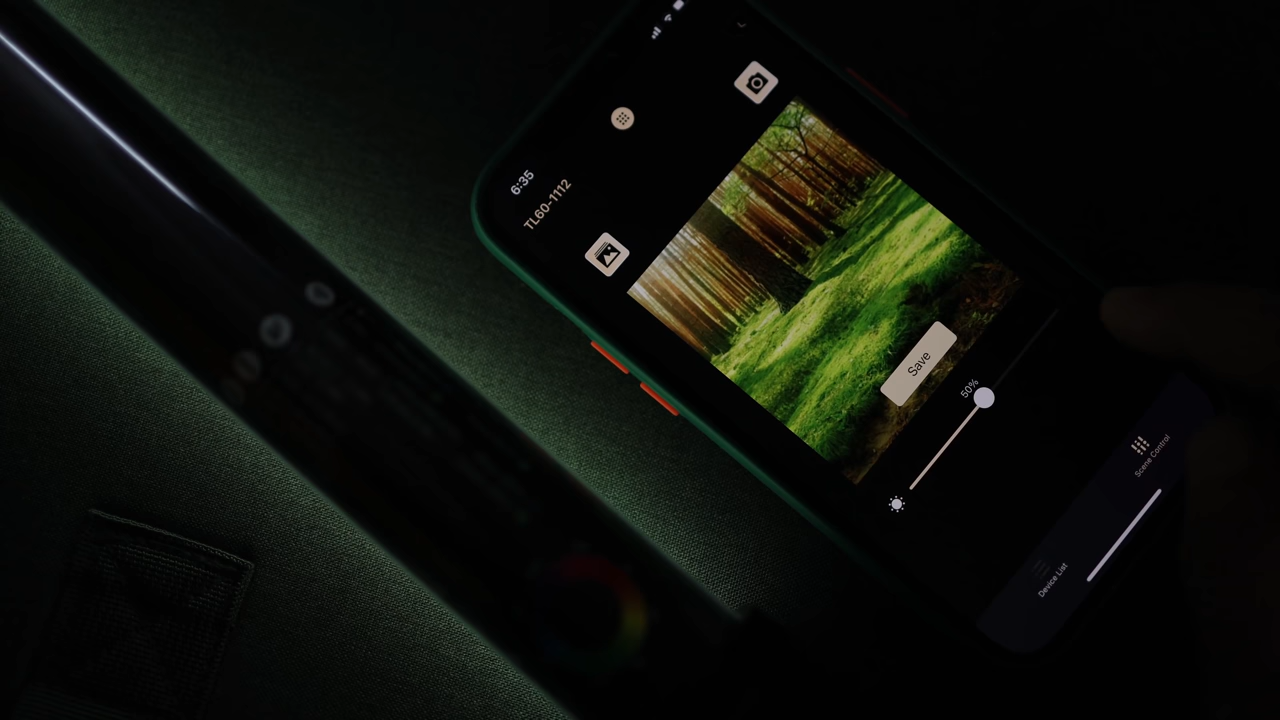 6:35
TL60-1112
Save
50%
Device List
Scene Control